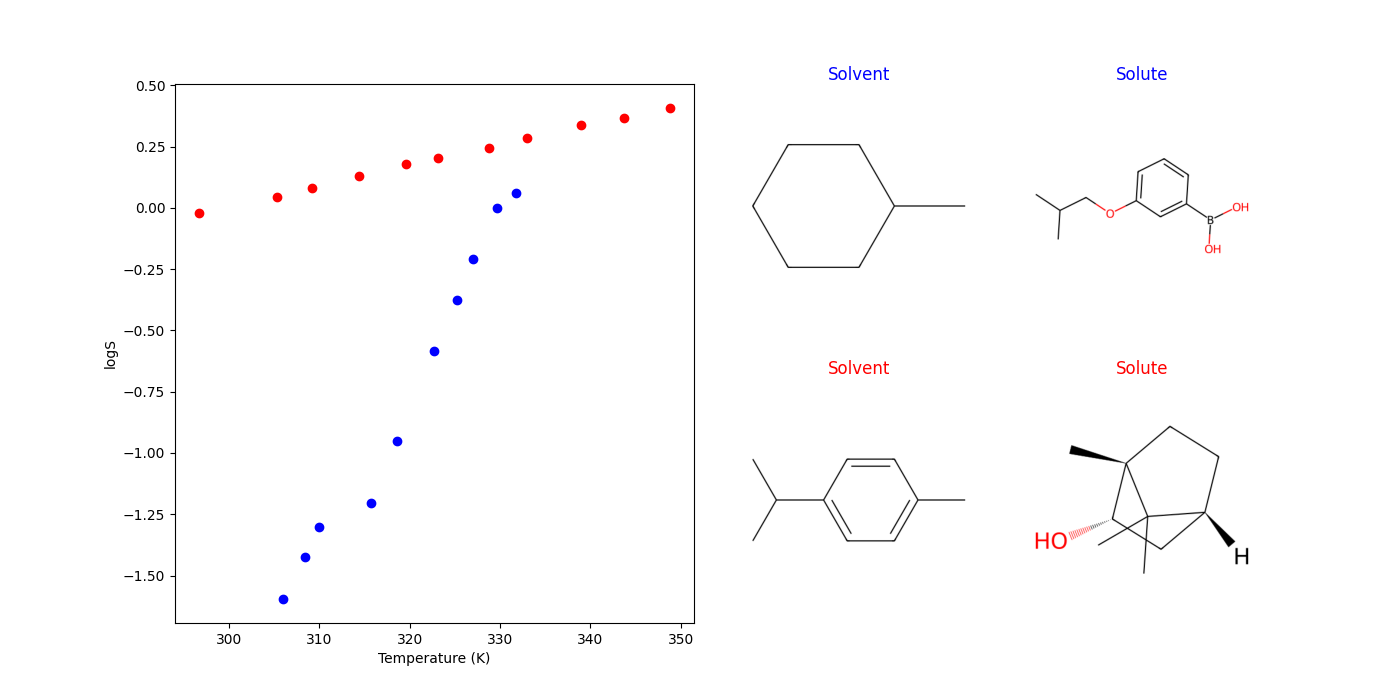 0.50
0.25
0.00
−0.25
−0.50
−0.75
−1.00
−1.25
−1.50
logS
300 310 320 330 340 350
Temperature (K)
Solvent Solute
O
B
OH
OH
Solvent Solute
HO
H